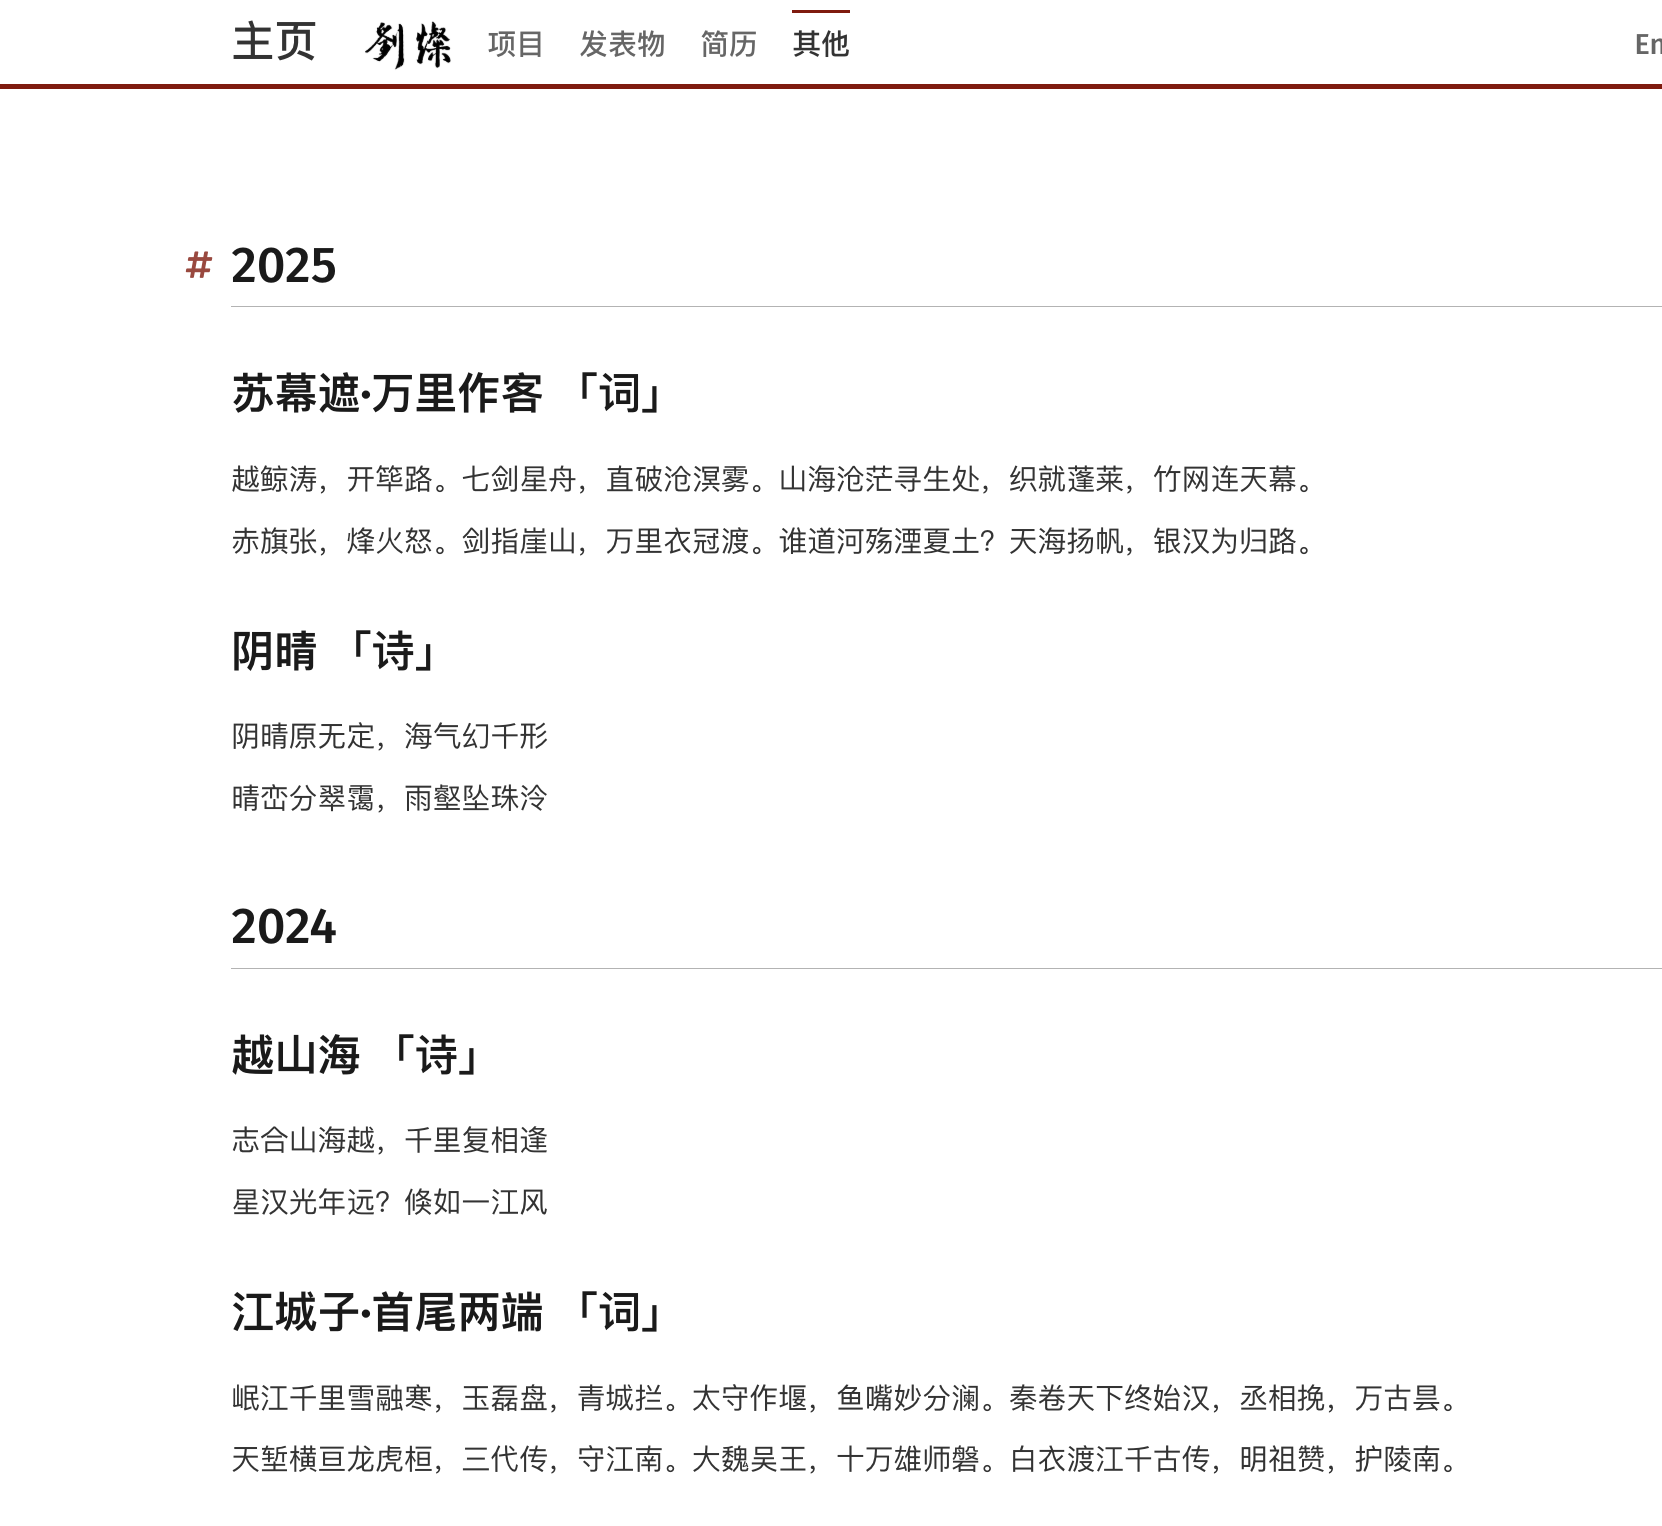 主页 劉燦 项目 发表物 简历 其他 En
# 2025
苏幕遮·万里作客 「词」
越鲸涛，开筚路。七剑星舟，直破沧溟雾。山海沧茫寻生处，织就蓬莱，竹网连天幕。
赤旗张，烽火怒。剑指崖山，万里衣冠渡。谁道河殇湮夏土？天海扬帆，银汉为归路。
阴晴 「诗」
阴晴原无定，海气幻千形
晴峦分翠霭，雨壑坠珠泠
2024
越山海 「诗」
志合山海越，千里复相逢
星汉光年远？倏如一江风
江城子·首尾两端 「词」
岷江千里雪融寒，玉磊盘，青城拦。太守作堰，鱼嘴妙分澜。秦卷天下终始汉，丞相挽，万古昙。
天堑横亘龙虎桓，三代传，守江南。大魏吴王，十万雄师磐。白衣渡江千古传，明祖赞，护陵南。